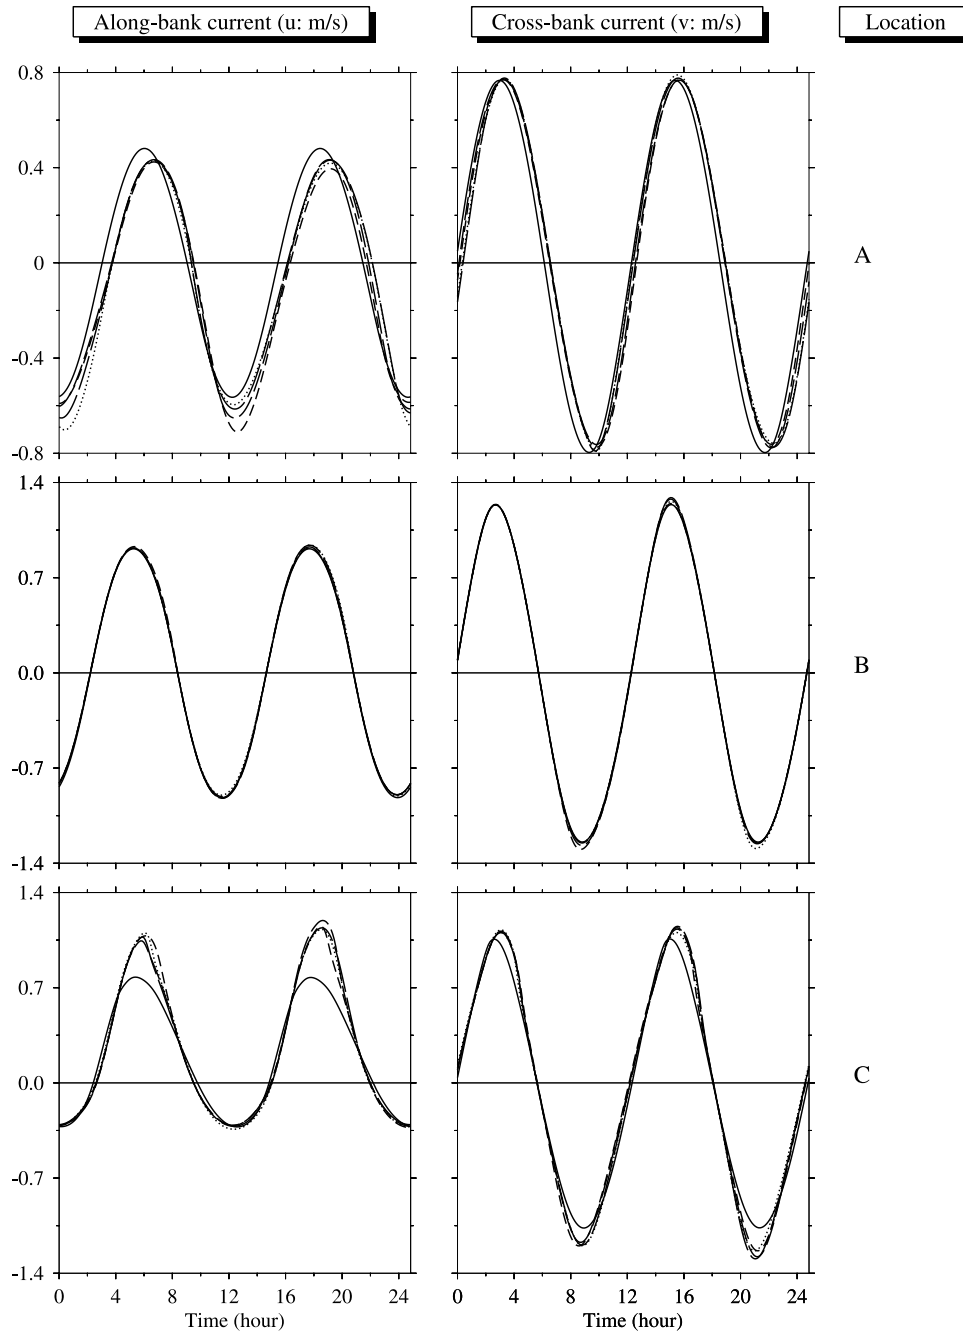 Along-bank current (u: m/s) Cross-bank current (v: m/s) Location
0.8
0.4
0
-0.4
-0.8
A
1.4
0.7
0.0
-0.7
-1.4
B
1.4
0.7
0.0
-0.7
-1.4
C
0 4 8 12 16 20 24 0 4 8 12 16 20 24
Time (hour) Time (hour)